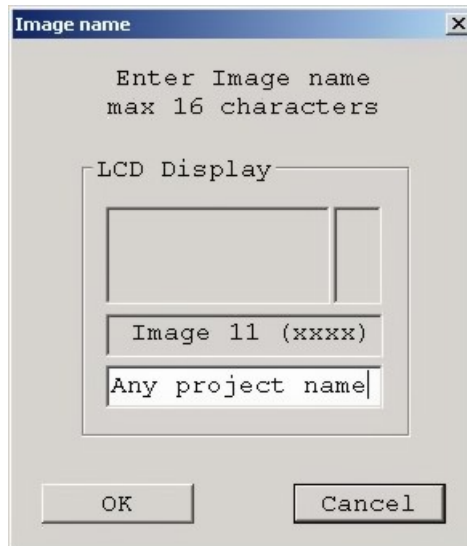 Image name
Enter Image name
max 16 characters
LCD Display
Image 11 (xxxx)
Any project name
OK
Cancel